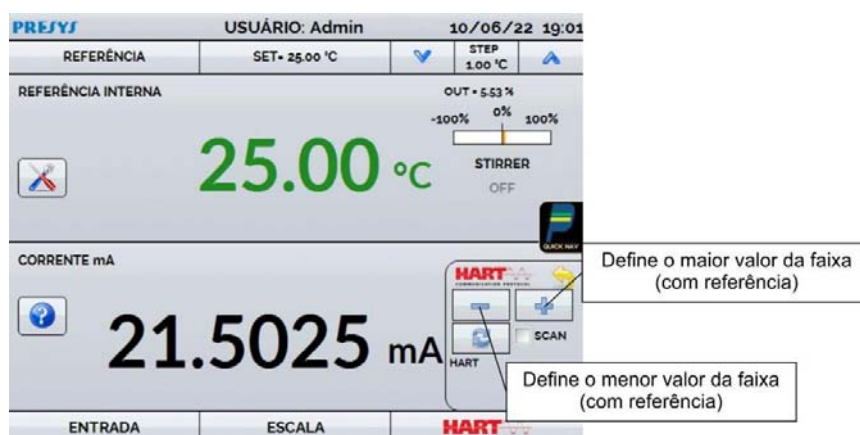 PRESYS
USUÁRIO: Admin
10/06/22 19:01
REFERÊNCIA
SET= 25.00 °C
STEP
1.00 °C
REFERÊNCIA INTERNA
OUT = 5.53 %
-100% 0% 100%
25.00 °C
STIRRER
OFF
QUICK NAV
CORRENTE mA
HART
COMMUNICATION PROTOCOL
21.5025 mA
SCAN
HART
Define o maior valor da faixa
(com referência)
Define o menor valor da faixa
(com referência)
ENTRADA
ESCALA
HART